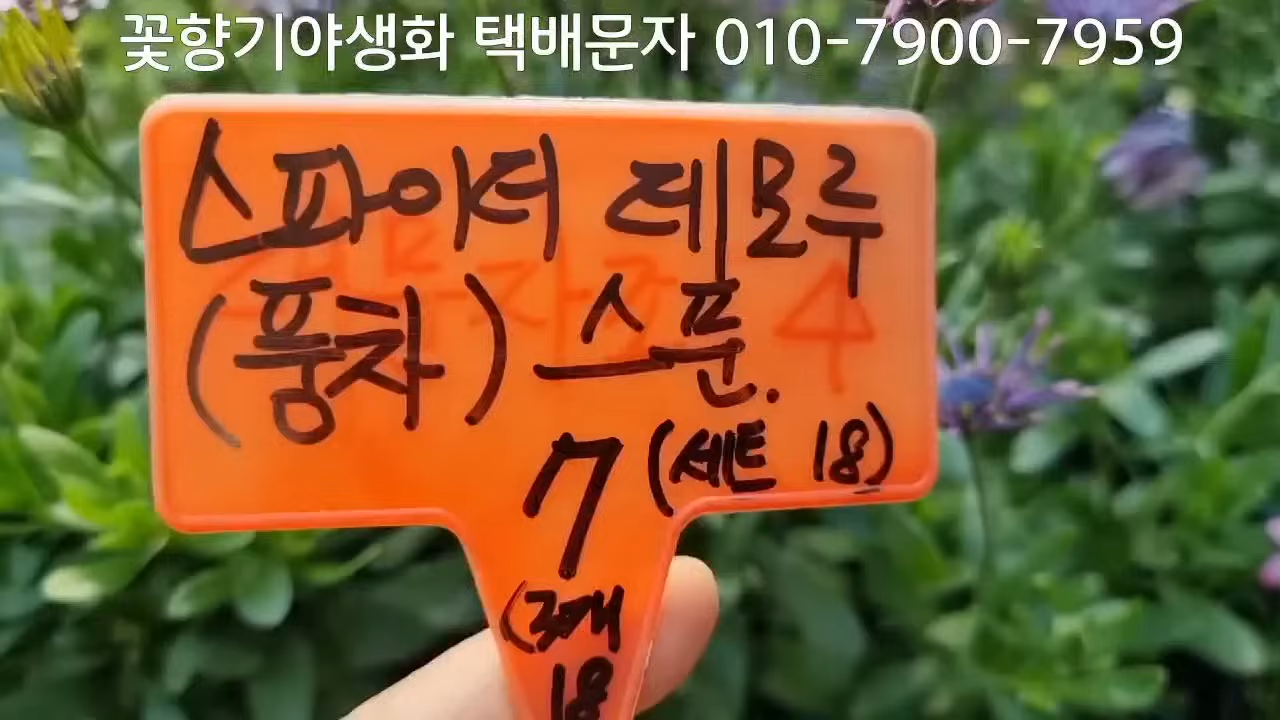 꽃향기야생화 택배문자 010-7900-7959
스파이더 데모루
(풍차) 스푼.
7 (세트 18)
(3개
18